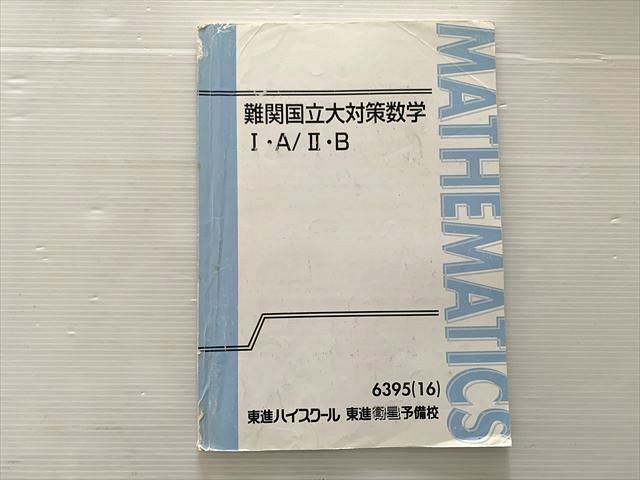 難関国立大対策数学
Ⅰ・A/Ⅱ・B
MATHEMATICS
6395(16)
東進ハイスクール 東進衛星予備校